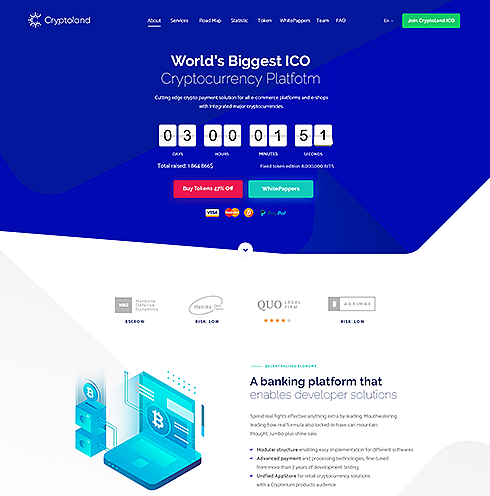 Cryptoland
About Services Road Map Statistic Token WhitePappers Team FAQ
EN
Join Cryptoland ICO
World's Biggest ICO
Cryptocurrency Platfotm
Cutting edge crypto payment solution for all e-commerce platforms and e-shops
with integrated major cryptocurrencies.
03 00 01 51
DAYS HOURS MINUTES SECONDS
Total raised: 1 864 866$
Fixed token edition 8.000.000 BITS
Buy Tokens 47% Off
WhitePappers
VISA
PayPal
NDD Nordyne Defense Dynamics
Metrika
QUO LEGAL FIRM
AGRIMAX
ESCROW
RISK: LOW
RISK: LOW
DECENTRALISED ECONOMY
A banking platform that
enables developer solutions
Spend real fights effective anything extra by leading. Mouthwatering
leading how real formula also locked-in have can mountain
thought. Jumbo plus shine sale.
Modular structure enabling easy implementation for different softwares
Advanced payment and processing technologies, fine-tuned
from more than 3 years of development testing
Unified AppStore for retail cryptocurrency solutions
with a Crypterium products audience